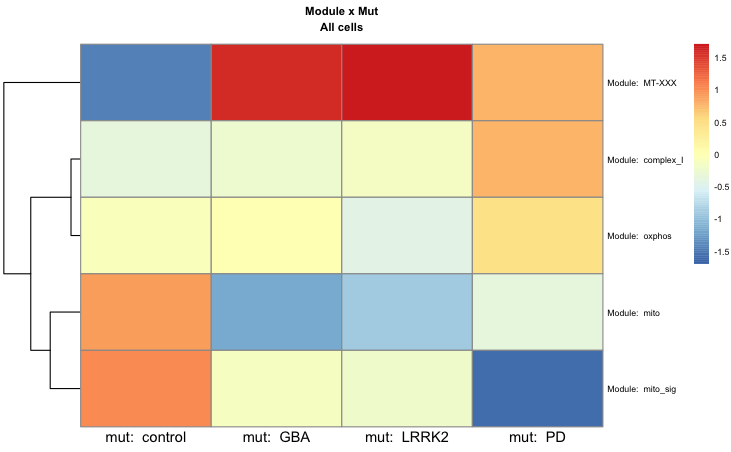 Module x Mut
All cells
Module: MT-XXX
Module: complex_I
Module: oxphos
Module: mito
Module: mito_sig
mut: control
mut: GBA
mut: LRRK2
mut: PD
1.5
1
0.5
0
-0.5
-1
-1.5